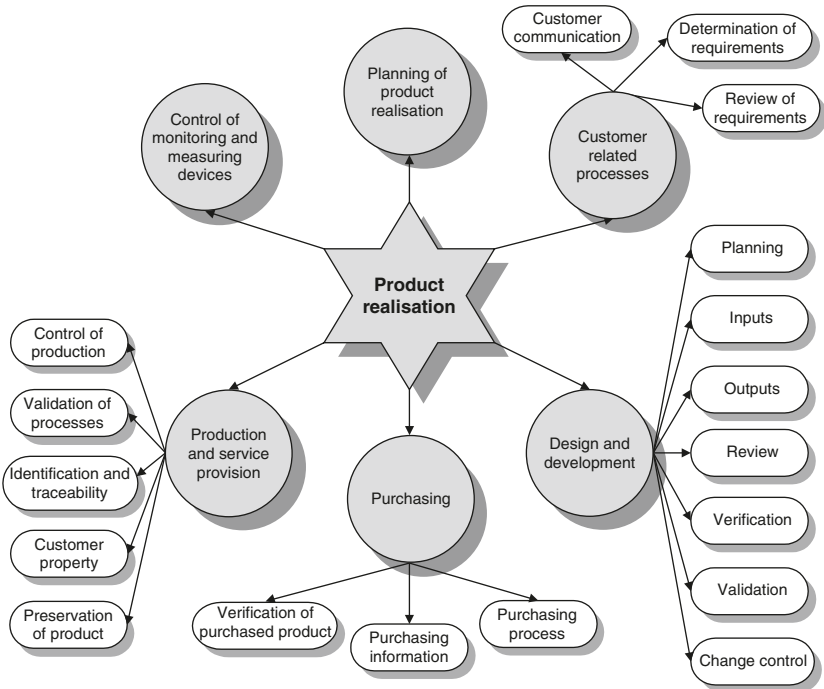 Customer
communication
Determination of
requirements
Review of
requirements
Planning of
product
realisation
Control of
monitoring and
measuring
devices
Customer
related
processes
Product
realisation
Planning
Inputs
Outputs
Review
Verification
Validation
Change control
Design and
development
Control of
production
Validation of
processes
Identification and
traceability
Customer
property
Preservation
of product
Production
and service
provision
Purchasing
Verification of
purchased product
Purchasing
information
Purchasing
process